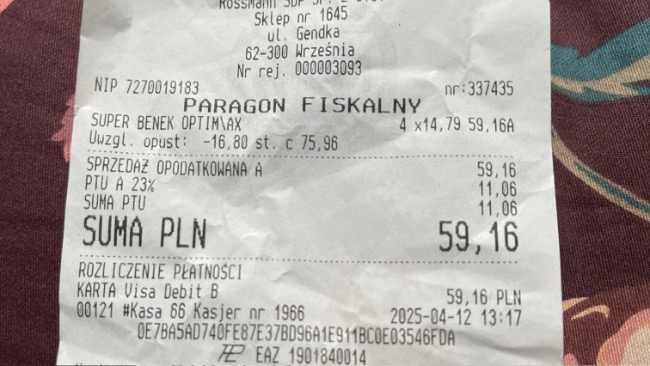 Rossmann SDP Sp. z o.o.
Sklep nr 1645
ul. Gendka
62-300 Września
Nr rej. 000003093
NIP 7270019183 nr:337435
PARAGON FISKALNY
SUPER BENEK OPTIM\AX 4 x14,79 59,16A
Uwzgl. opust: -16,80 st. c 75,96
SPRZEDAŻ OPODATKOWANA A 59,16
PTU A 23% 11,06
SUMA PTU 11,06
SUMA PLN 59,16
ROZLICZENIE PŁATNOŚCI
KARTA Visa Debit B 59,16 PLN
00121 #Kasa 66 Kasjer nr 1966 2025-04-12 13:17
0E7BA5AD740FE87E37BD96A1E911BC0E03546FDA
EAZ 1901840014